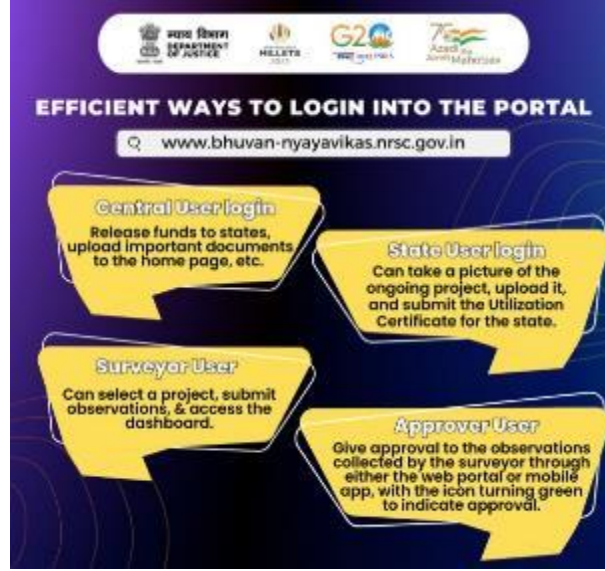 न्याय विभाग
DEPARTMENT
OF JUSTICE
MILLETS
2023
G20
Azadi
Ka
Amrit Mahotsav
EFFICIENT WAYS TO LOGIN INTO THE PORTAL
www.bhuvan-nyayavikas.nrsc.gov.in
Central User login
Release funds to states,
upload important documents
to the home page, etc.
State User login
Can take a picture of the
ongoing project, upload it,
and submit the Utilization
Certificate for the state.
Surveyor User
Can select a project, submit
observations, & access the
dashboard.
Approver User
Give approval to the observations
collected by the surveyor through
either the web portal or mobile
app, with the icon turning green
to indicate approval.